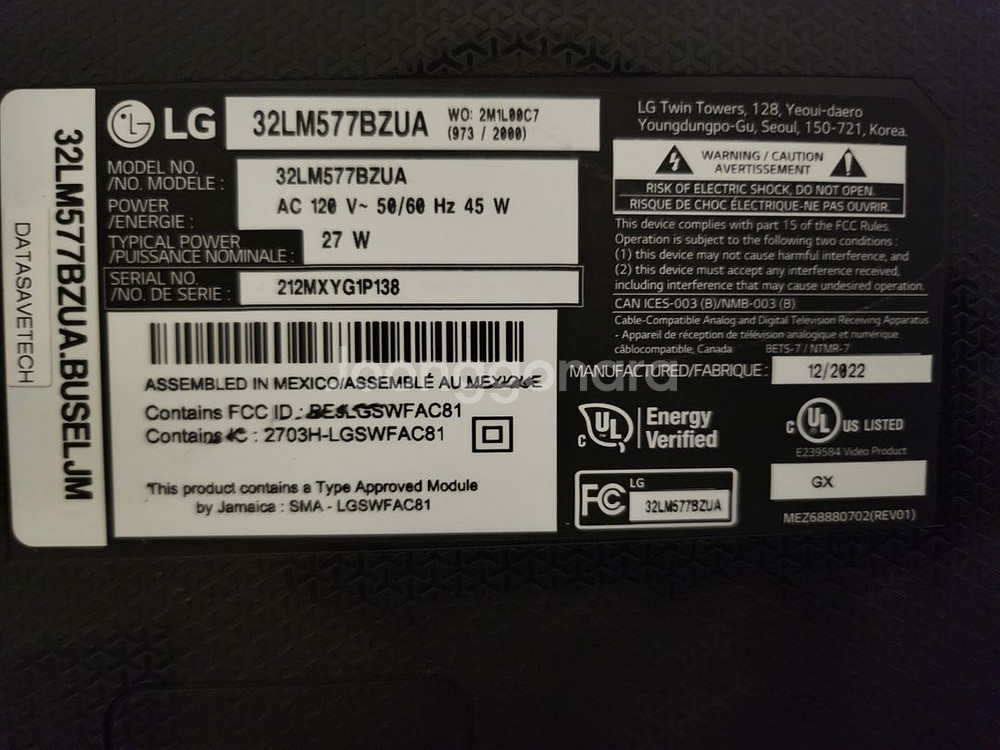 32LM577BZUA.BUSELJM
DATASAVETECH
LG 32LM577BZUA WO: 2M1L00C7
(973 / 2000)
MODEL NO. /NO. MODELE : 32LM577BZUA
POWER /ENERGIE : AC 120 V~ 50/60 Hz 45 W
TYPICAL POWER /PUISSANCE NOMINALE : 27 W
SERIAL NO. /NO. DE SERIE : 212MXYG1P138
ASSEMBLED IN MEXICO/ASSEMBLÉ AU MEXIQUE
Contains FCC ID : BEJLGSWFAC81
Contains IC : 2703H-LGSWFAC81
*This product contains a Type Approved Module
by Jamaica : SMA - LGSWFAC81
LG Twin Towers, 128, Yeoui-daero
Youngdungpo-Gu, Seoul, 150-721, Korea.
WARNING / CAUTION
AVERTISSEMENT
RISK OF ELECTRIC SHOCK, DO NOT OPEN.
RISQUE DE CHOC ÉLECTRIQUE-NE PAS OUVRIR.
This device complies with part 15 of the FCC Rules.
Operation is subject to the following two conditions :
(1) this device may not cause harmful interference, and
(2) this device must accept any interference received,
including interference that may cause undesired operation.
CAN ICES-003 (B)/NMB-003 (B)
Cable-Compatible Analog and Digital Television Receiving Apparatus
- Appareil de réception de télévision analogique et numérique
câblocompatible, Canada BETS-7 / NTMR-7
MANUFACTURED/FABRIQUE : 12/2022
c UL Energy
Verified
c UL US LISTED
E239584 Video Product
FC LG
32LM577BZUA
GX
MEZ68880702(REV01)
joonggonara